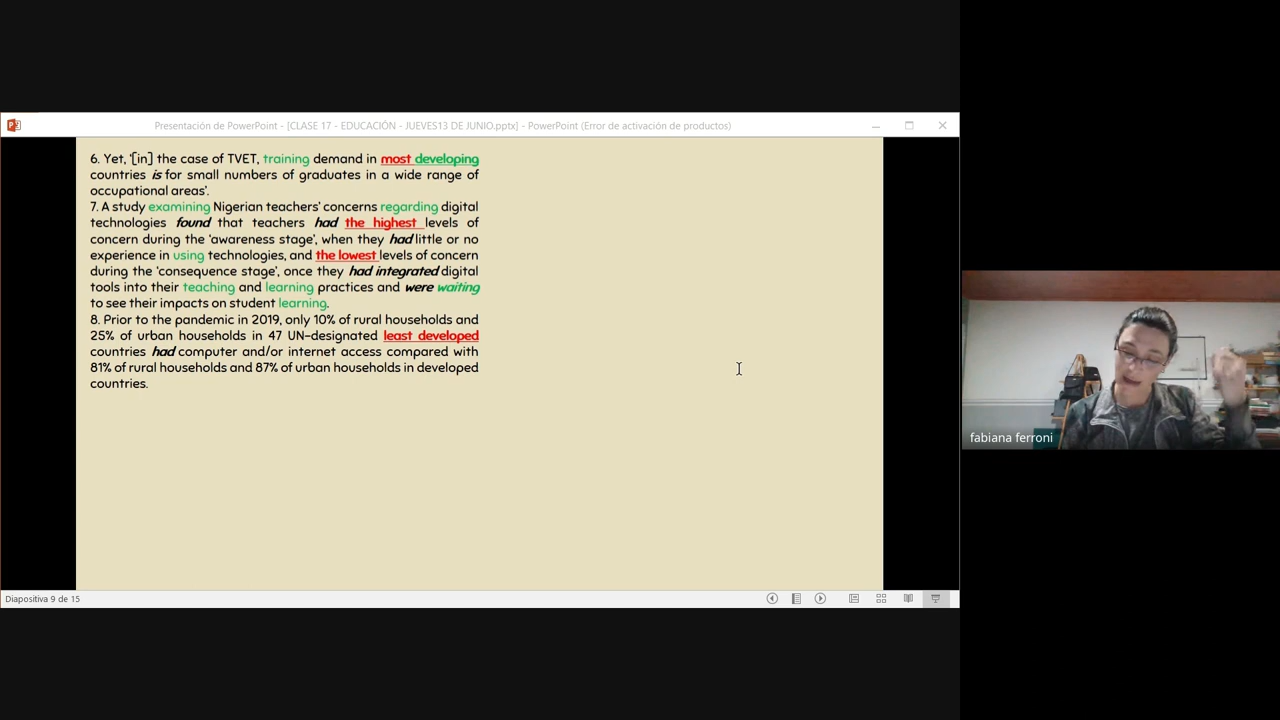 Presentación de PowerPoint - [CLASE 17 - EDUCACIÓN - JUEVES13 DE JUNIO.pptx] - PowerPoint (Error de activación de productos)
6. Yet, '[in] the case of TVET, training demand in most developing
countries is for small numbers of graduates in a wide range of
occupational areas'.
7. A study examining Nigerian teachers' concerns regarding digital
technologies found that teachers had the highest levels of
concern during the 'awareness stage', when they had little or no
experience in using technologies, and the lowest levels of concern
during the 'consequence stage', once they had integrated digital
tools into their teaching and learning practices and were waiting
to see their impacts on student learning.
8. Prior to the pandemic in 2019, only 10% of rural households and
25% of urban households in 47 UN-designated least developed
countries had computer and/or internet access compared with
81% of rural households and 87% of urban households in developed
countries.
fabiana ferroni
Diapositiva 9 de 15